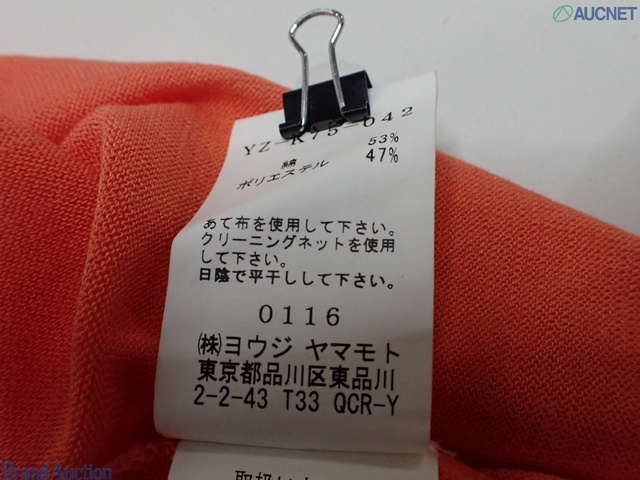 AUCNET
YZ-K75-042
綿 53%
ポリエステル 47%
あて布を使用して下さい。
クリーニングネットを使用
して下さい。
日陰で平干しして下さい。
0116
㈱ヨウジ ヤマモト
東京都品川区東品川
2-2-43 T33 QCR-Y
Brand Auction